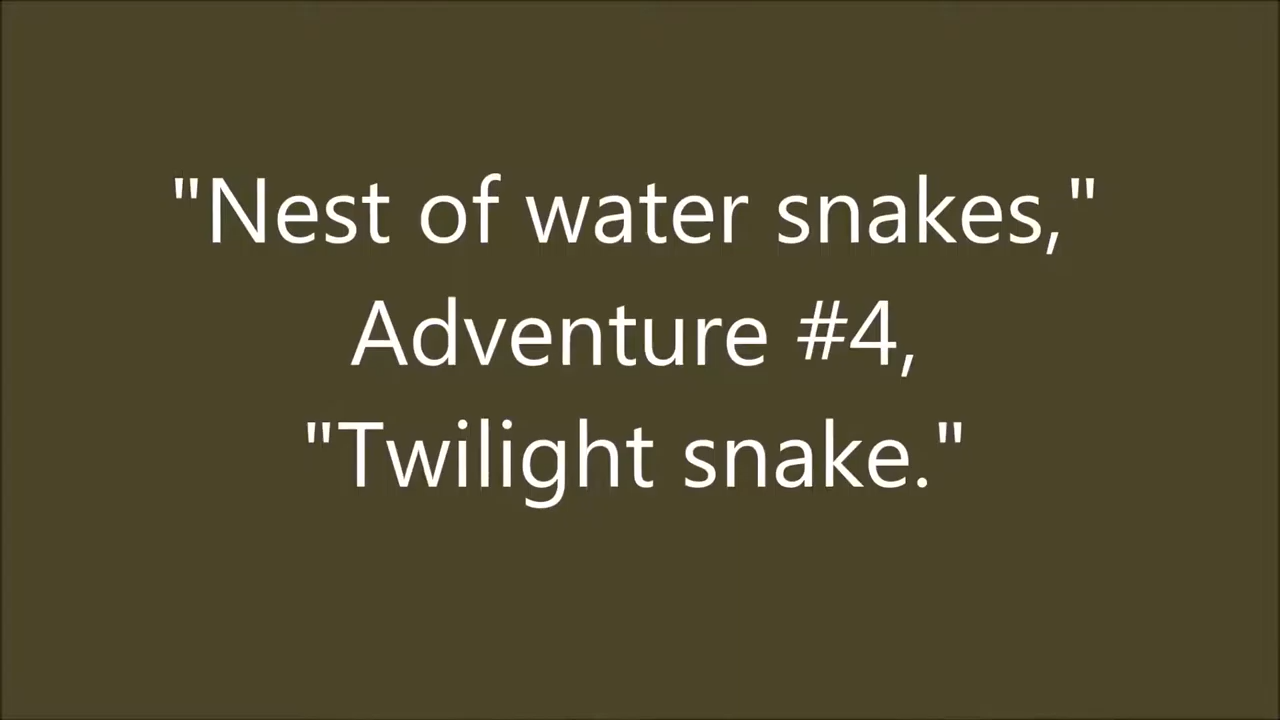 "Nest of water snakes,"
Adventure #4,
"Twilight snake."